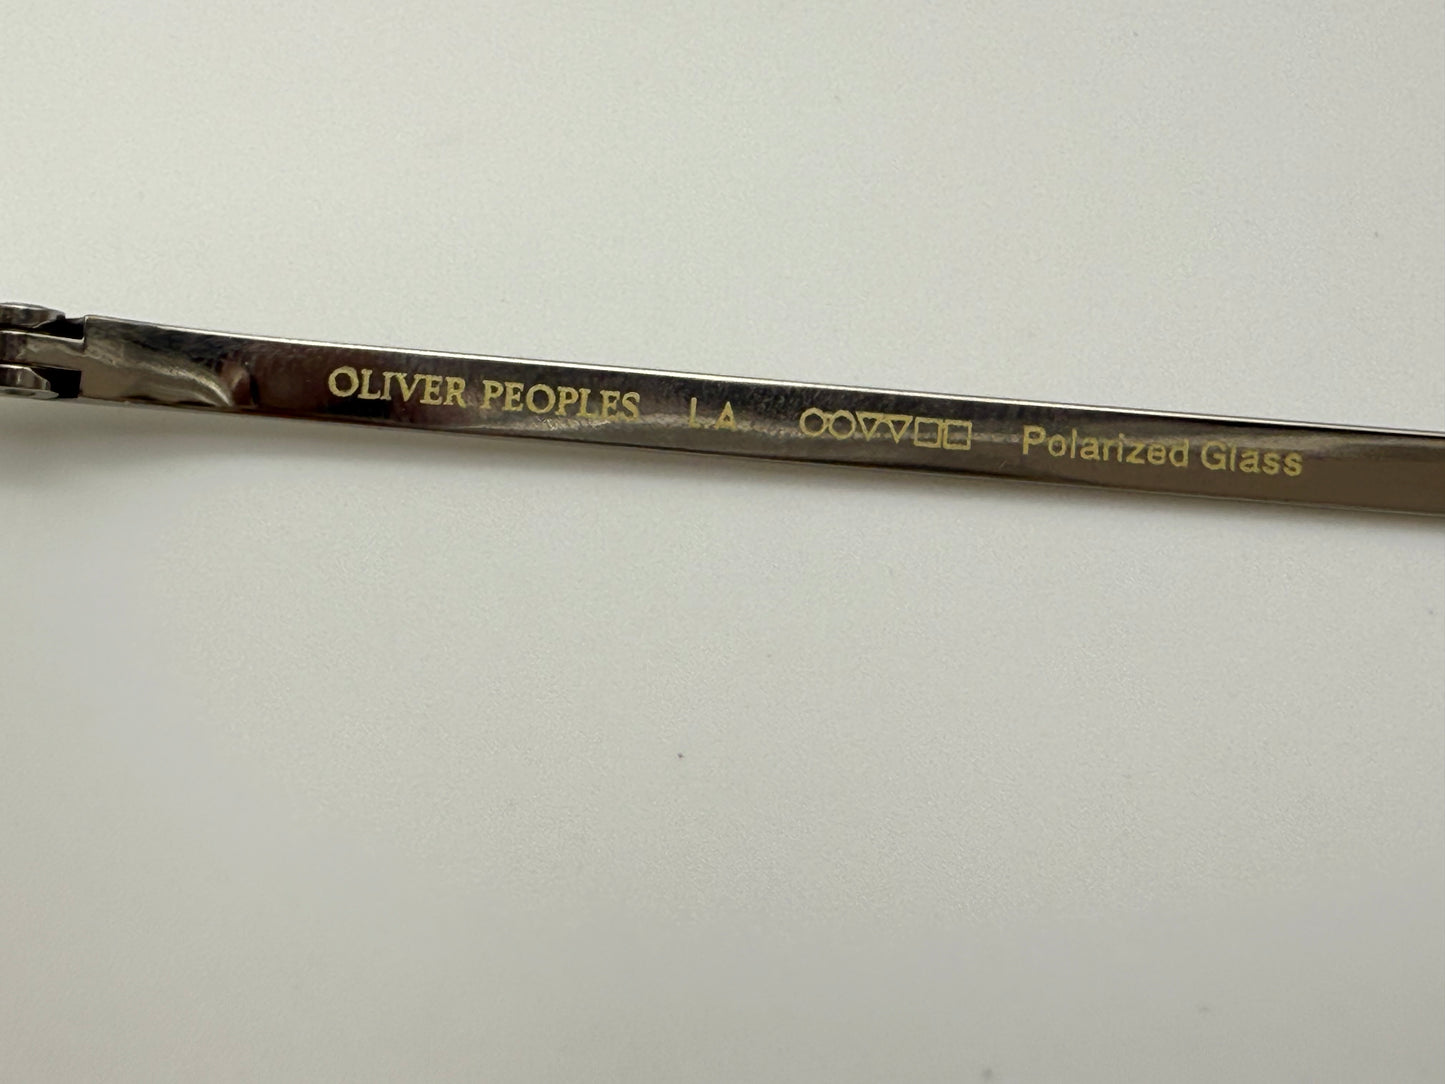 OLIVER PEOPLES L.A. ○○▽▽□□ Polarized Glass